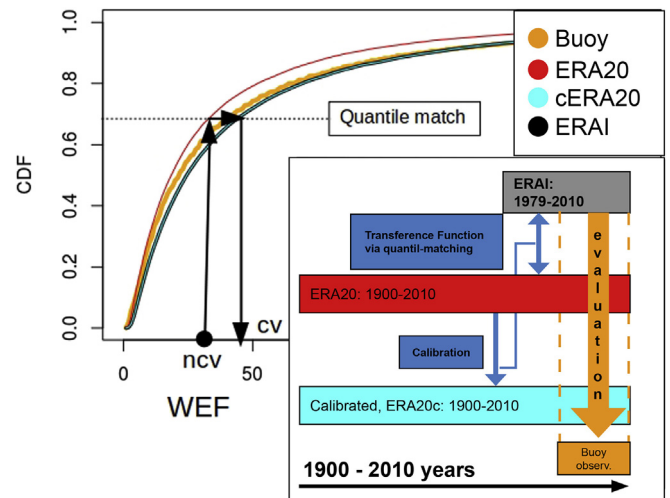 1.0
0.8
0.6
0.4
0.2
0.0
CDF
0
50
WEF
ncv
cv
Quantile match
Buoy
ERA20
cERA20
ERAI
ERAI:
1979-2010
Transference Function
via quantil-matching
ERA20: 1900-2010
Calibration
Calibrated, ERA20c: 1900-2010
evaluation
Buoy
observ.
1900 - 2010 years